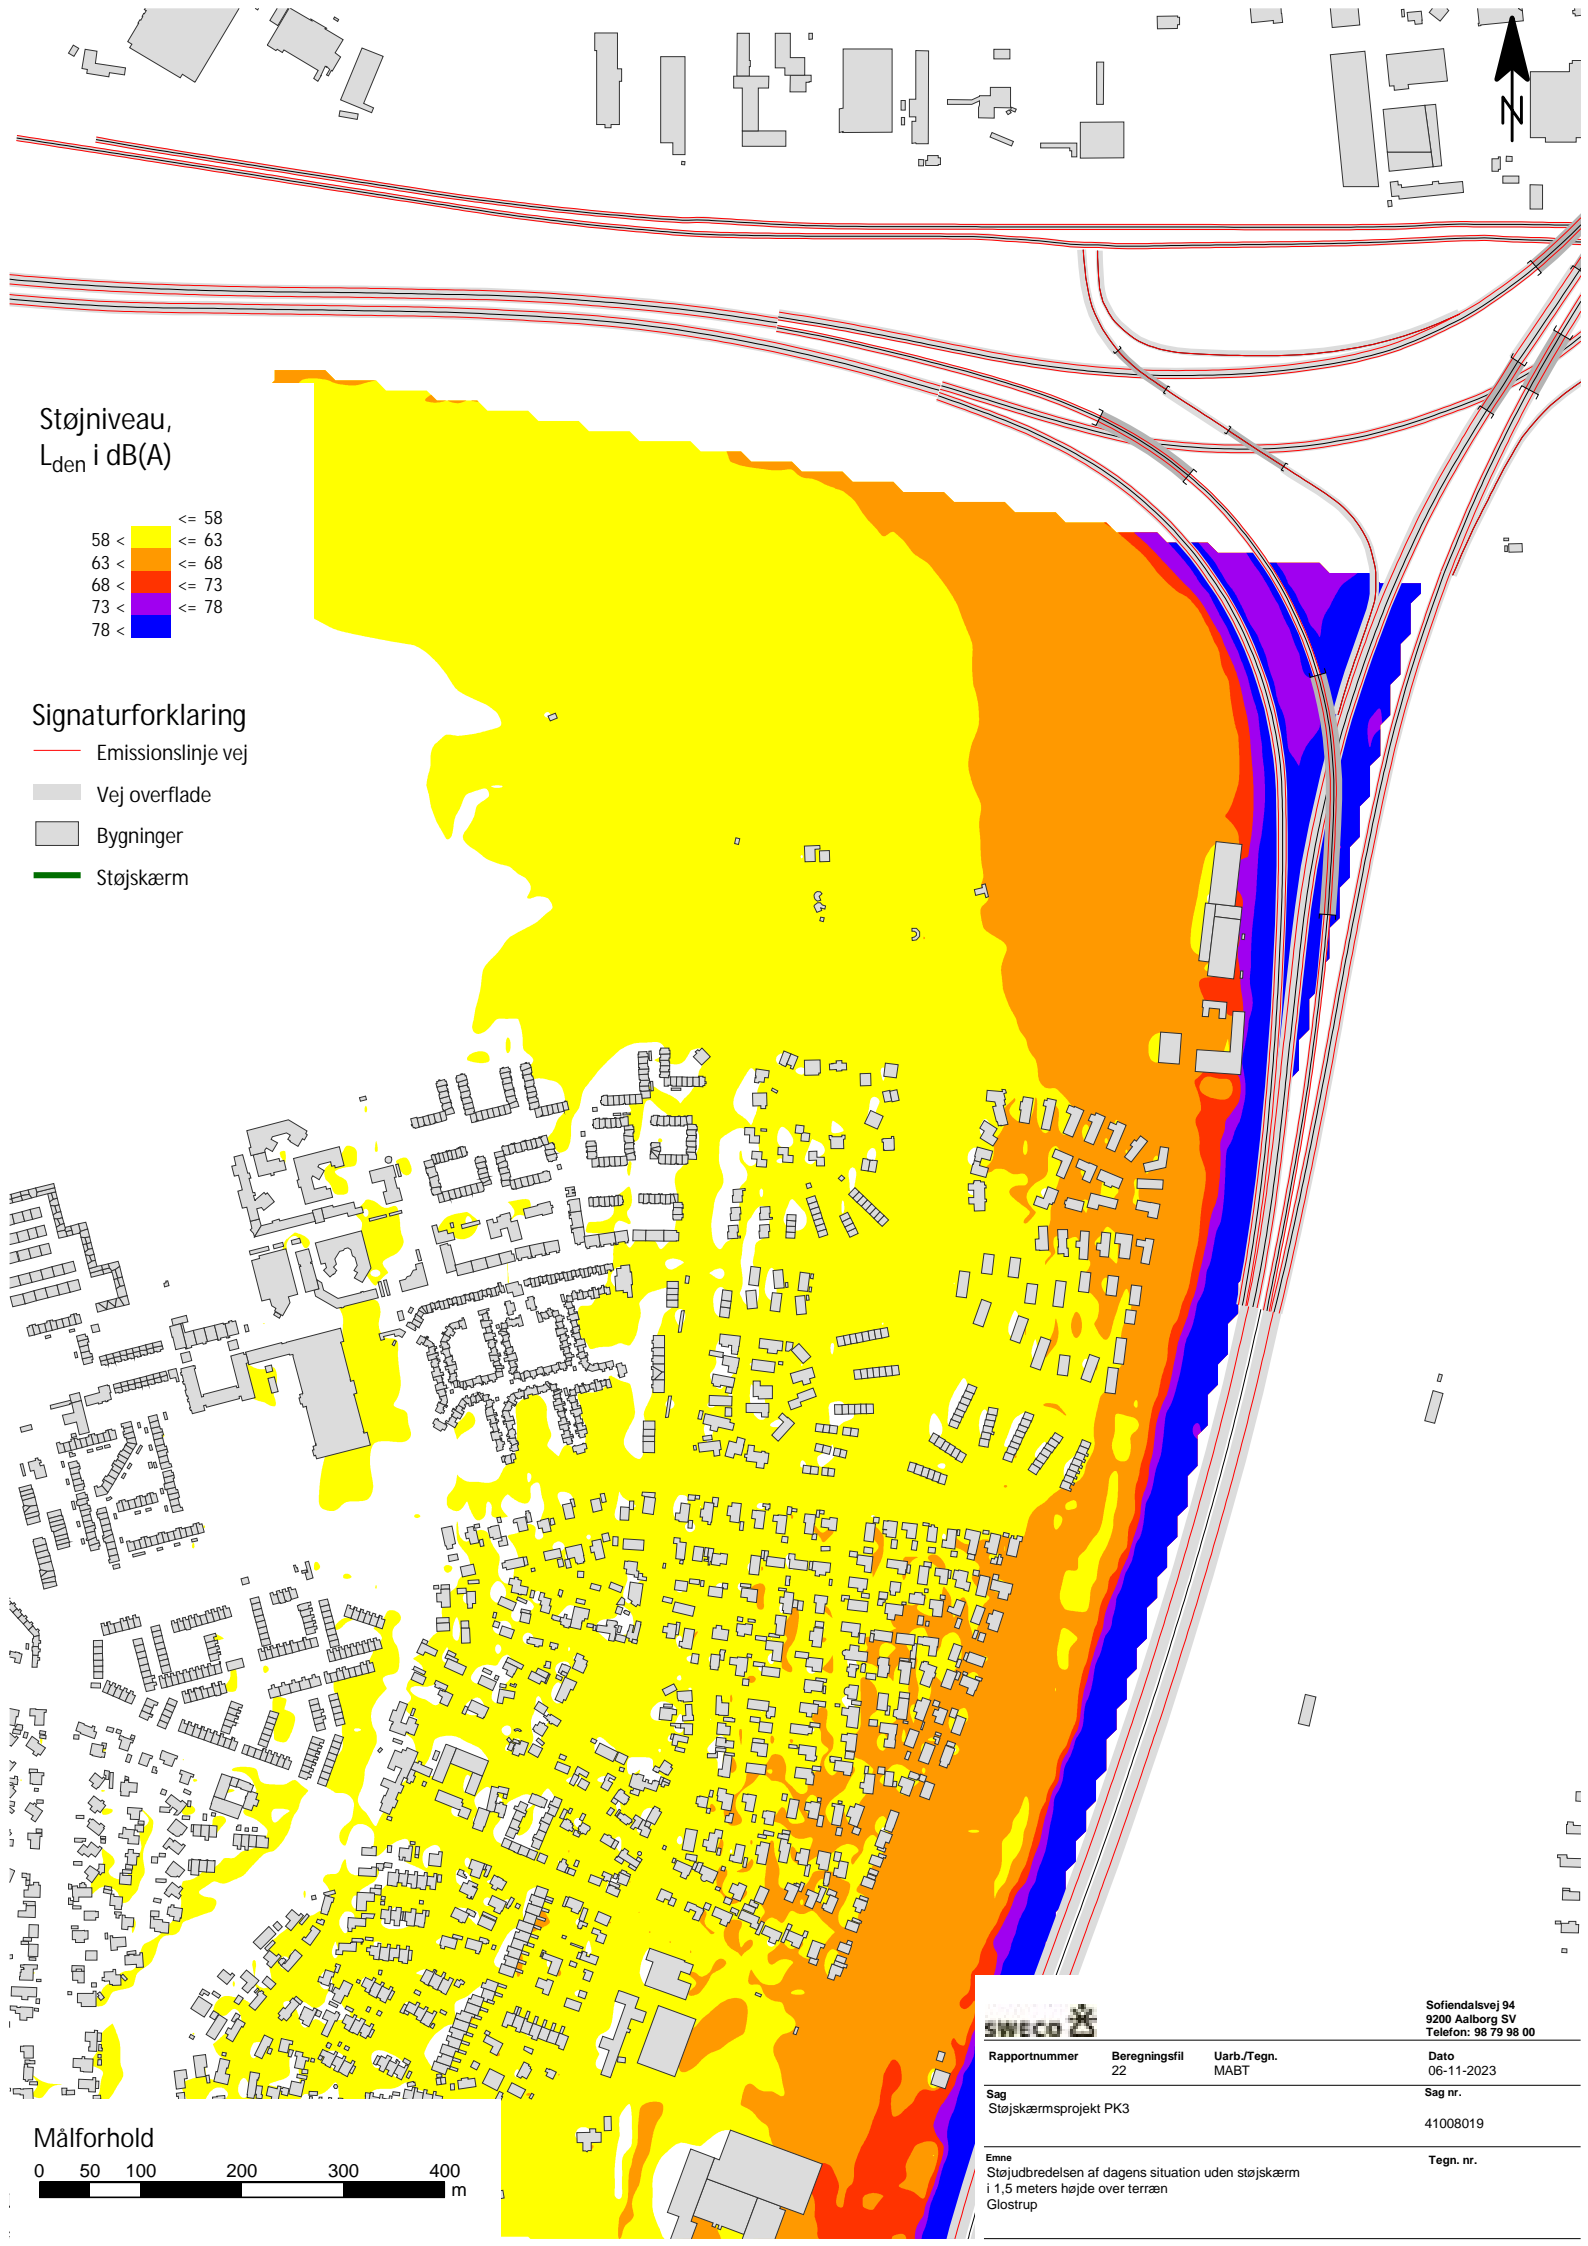 N
Støjniveau,
Lden i dB(A)
<= 58
58 < <= 63
63 < <= 68
68 < <= 73
73 < <= 78
78 <
Signaturforklaring
Emissionslinje vej
Vej overflade
Bygninger
Støjskærm
Målforhold
0 50 100 200 300 400
m
SWECO
Sofiendalsvej 94
9200 Aalborg SV
Telefon: 98 79 98 00
Rapportnummer Beregningsfil Uarb./Tegn. Dato
22 MABT 06-11-2023
Sag Sag nr.
Støjskærmsprojekt PK3
41008019
Emne Tegn. nr.
Støjudbredelsen af dagens situation uden støjskærm
i 1,5 meters højde over terræn
Glostrup